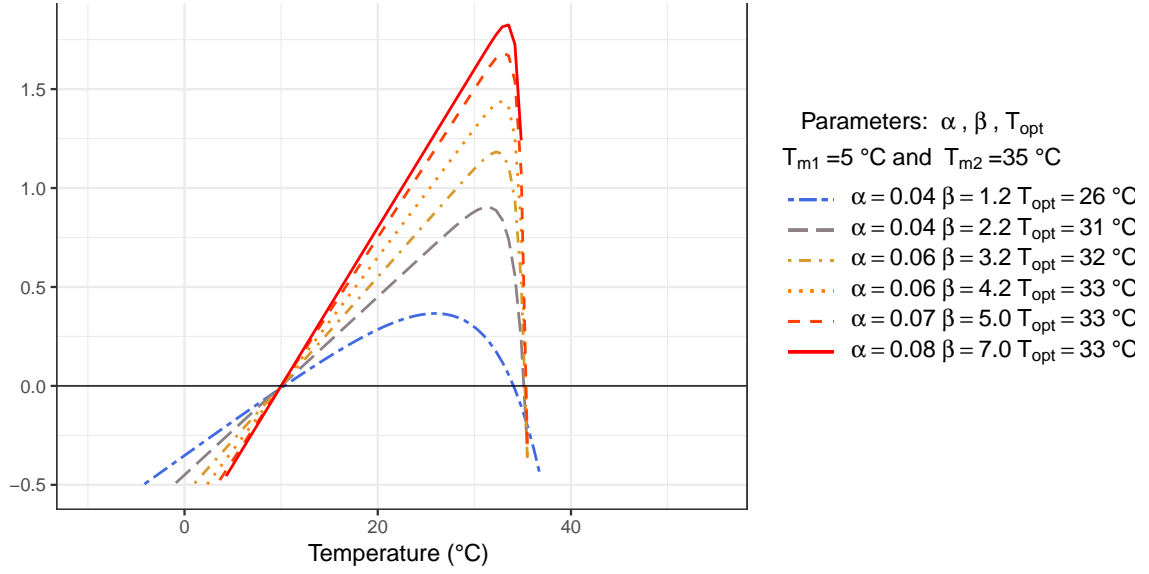 1.5
1.0
0.5
0.0
−0.5
0
20
40
Temperature (°C)
Parameters: α , β , Topt
Tm1 =5 °C and Tm2 =35 °C
α = 0.04 β = 1.2 Topt = 26 °C
α = 0.04 β = 2.2 Topt = 31 °C
α = 0.06 β = 3.2 Topt = 32 °C
α = 0.06 β = 4.2 Topt = 33 °C
α = 0.07 β = 5.0 Topt = 33 °C
α = 0.08 β = 7.0 Topt = 33 °C